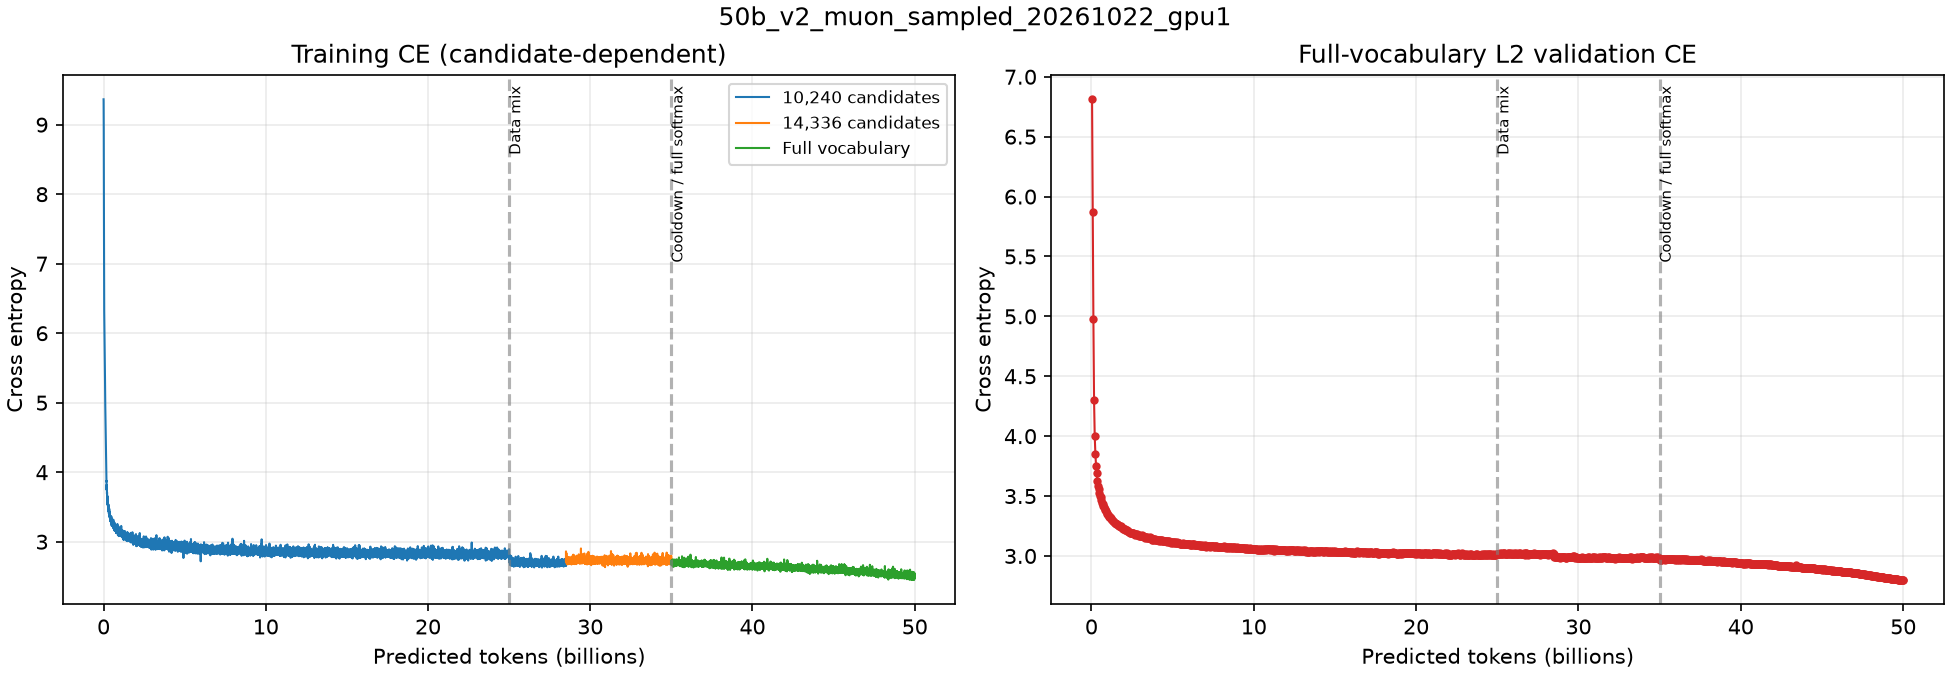 50b_v2_muon_sampled_20261022_gpu1
Training CE (candidate-dependent)
Cross entropy
9
8
7
6
5
4
3
Data mix
Cooldown / full softmax
10,240 candidates
14,336 candidates
Full vocabulary
0 10 20 30 40 50
Predicted tokens (billions)
Full-vocabulary L2 validation CE
Cross entropy
7.0
6.5
6.0
5.5
5.0
4.5
4.0
3.5
3.0
Data mix
Cooldown / full softmax
0 10 20 30 40 50
Predicted tokens (billions)